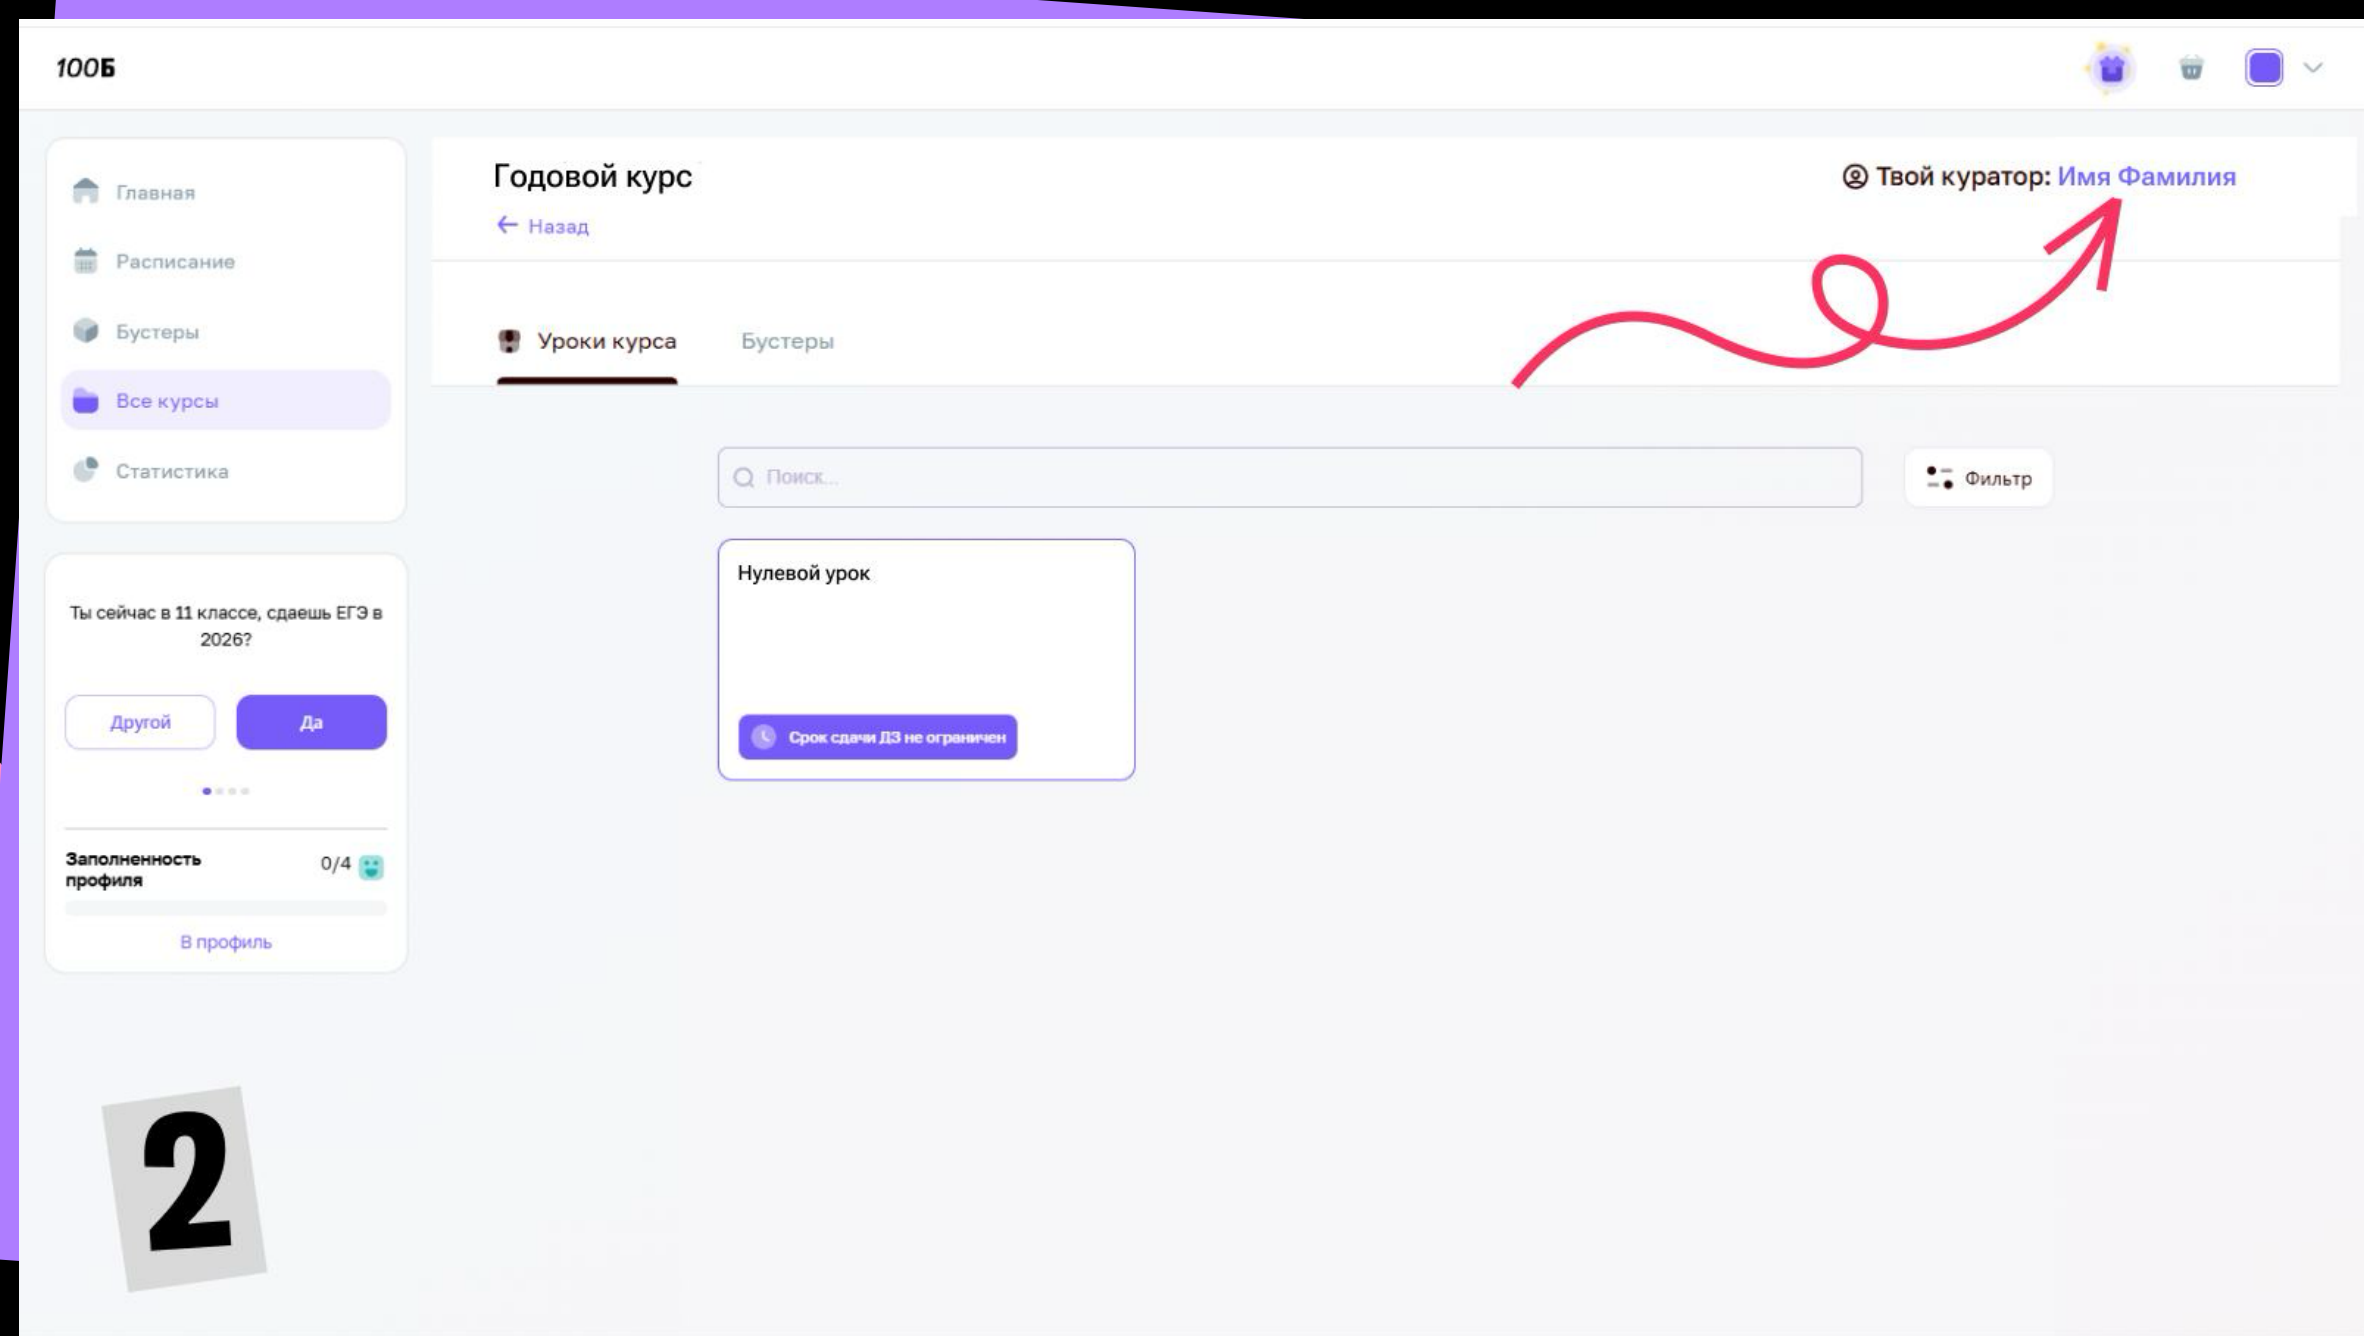 100Б
Главная
Расписание
Бустеры
Все курсы
Статистика
Ты сейчас в 11 классе, сдаешь ЕГЭ в
2026?
Другой
Да
Заполненность
профиля
0/4
В профиль
Годовой курс
Твой куратор: Имя Фамилия
Назад
Уроки курса
Бустеры
Поиск...
Фильтр
Нулевой урок
Срок сдачи ДЗ не ограничен
2